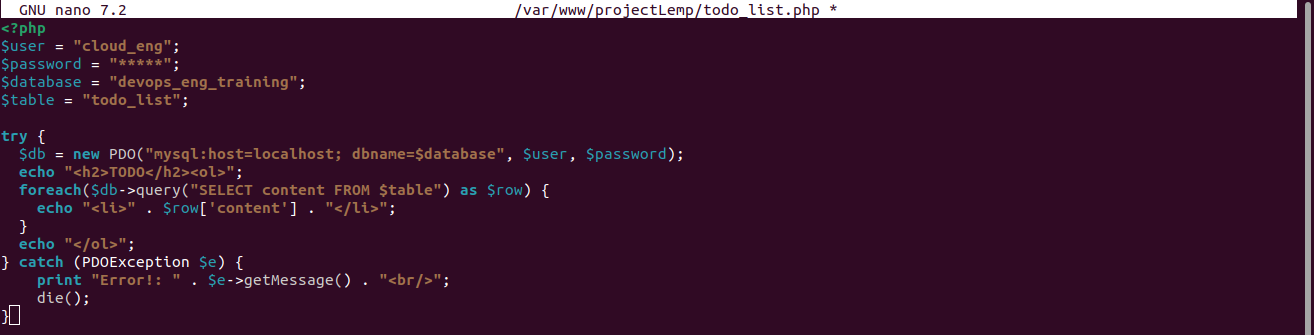 GNU nano 7.2 /var/www/projectLemp/todo_list.php *
<?php
$user = "cloud_eng";
$password = "*****";
$database = "devops_eng_training";
$table = "todo_list";

try {
  $db = new PDO("mysql:host=localhost; dbname=$database", $user, $password);
  echo "<h2>TODO</h2><ol>";
  foreach($db->query("SELECT content FROM $table") as $row) {
    echo "<li>" . $row['content'] . "</li>";
  }
  echo "</ol>";
} catch (PDOException $e) {
    print "Error!: " . $e->getMessage() . "<br/>";
    die();
}